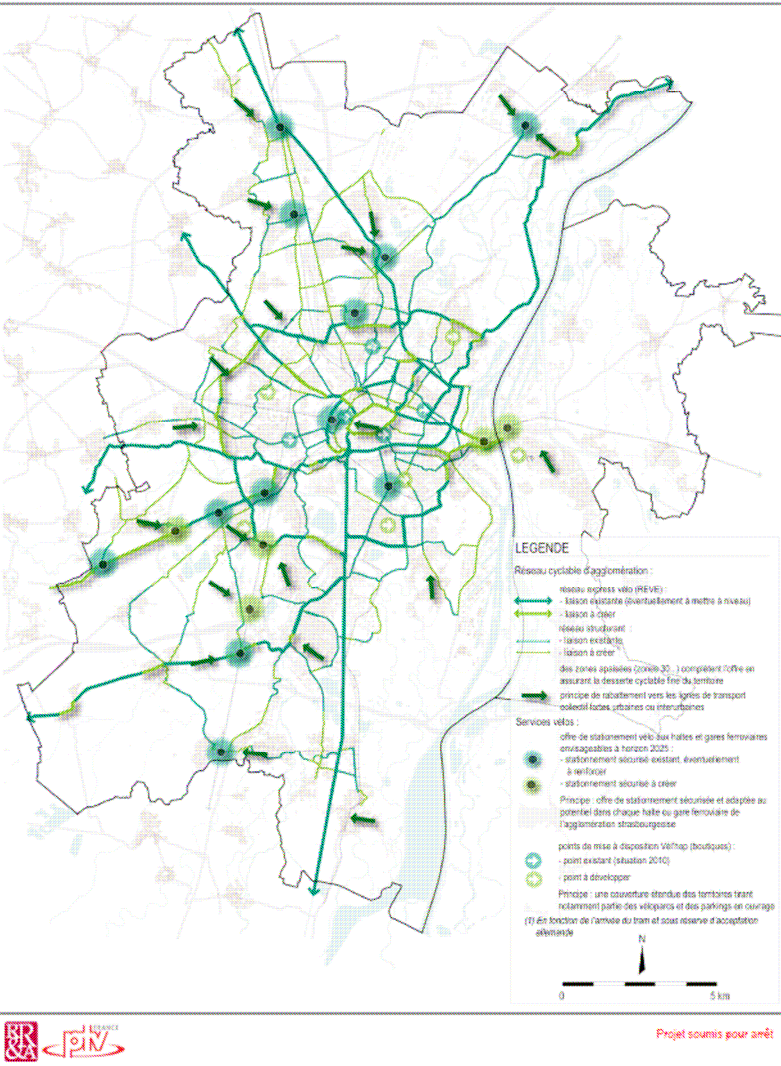 LEGENDE
Réseau cyclable d'agglomération :
réseau express vélo (REVE) :
- liaison existante (éventuellement à mettre à niveau)
- liaison à créer
réseau structurant :
- liaison existante
- liaison à créer
des zones apaisées (zones 30...) complètent l'offre en
assurant la desserte cyclable fine du territoire
principe de rabattement vers les lignes de transport
collectif urbaines ou interurbaines
Services vélos :
offre de stationnement vélo aux haltes et gares ferroviaires
envisageables à horizon 2025 :
- stationnement sécurisé existant, éventuellement
à renforcer
- stationnement sécurisé à créer
Principe : offre de stationnement sécurisée et adaptée au
potentiel dans chaque halte ou gare ferroviaire de
l'agglomération strasbourgeoise
points de mise à disposition Vélhop (boutiques) :
- point existant (situation 2010)
- point à développer
Principe : une couverture étendue des territoires tirant
notamment partie des véloparcs et des parkings en ouvrage
(1) En fonction de l'arrivée du tram et sous réserve d'acceptation
allemande
N
0 5 km
BR
&A
ptv
FRANCE
Projet soumis pour arrêt